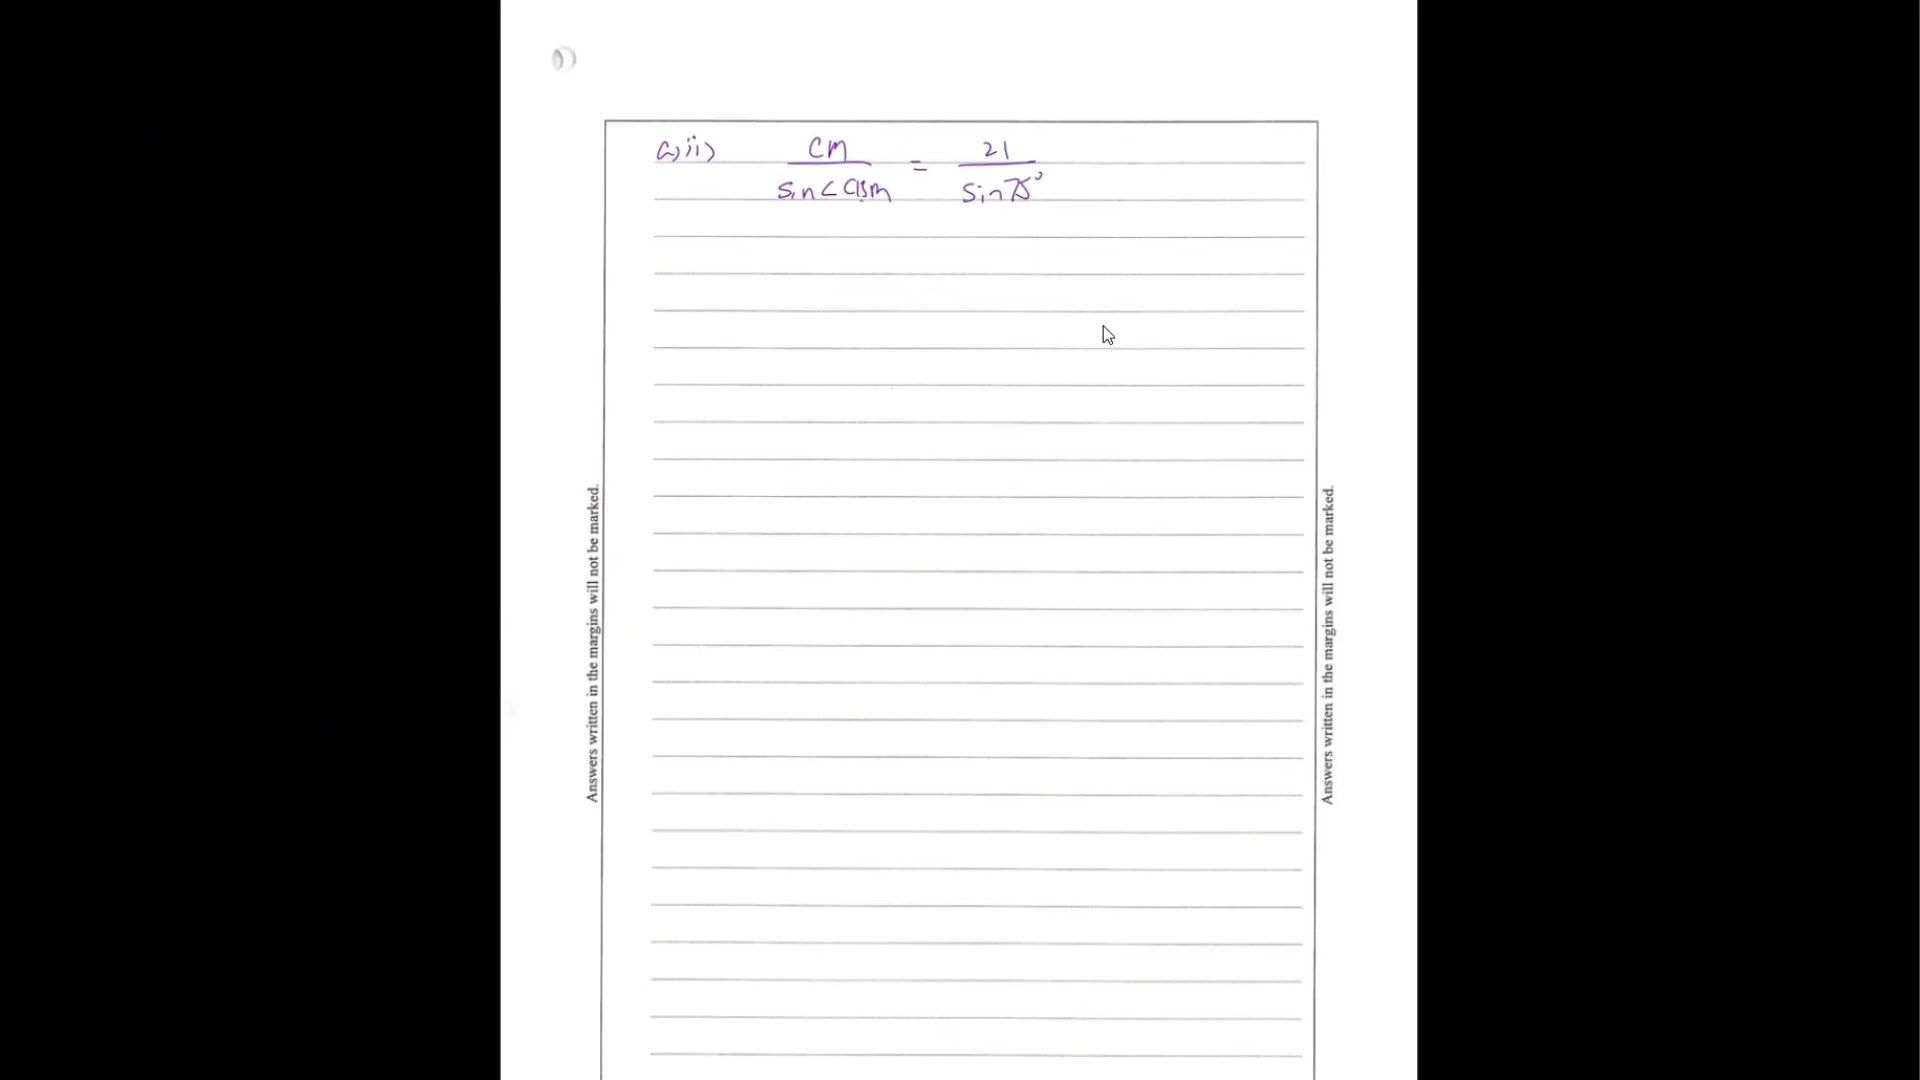 a)ii) CM / sin∠CBM = 21 / sin75°
Answers written in the margins will not be marked.
Answers written in the margins will not be marked.